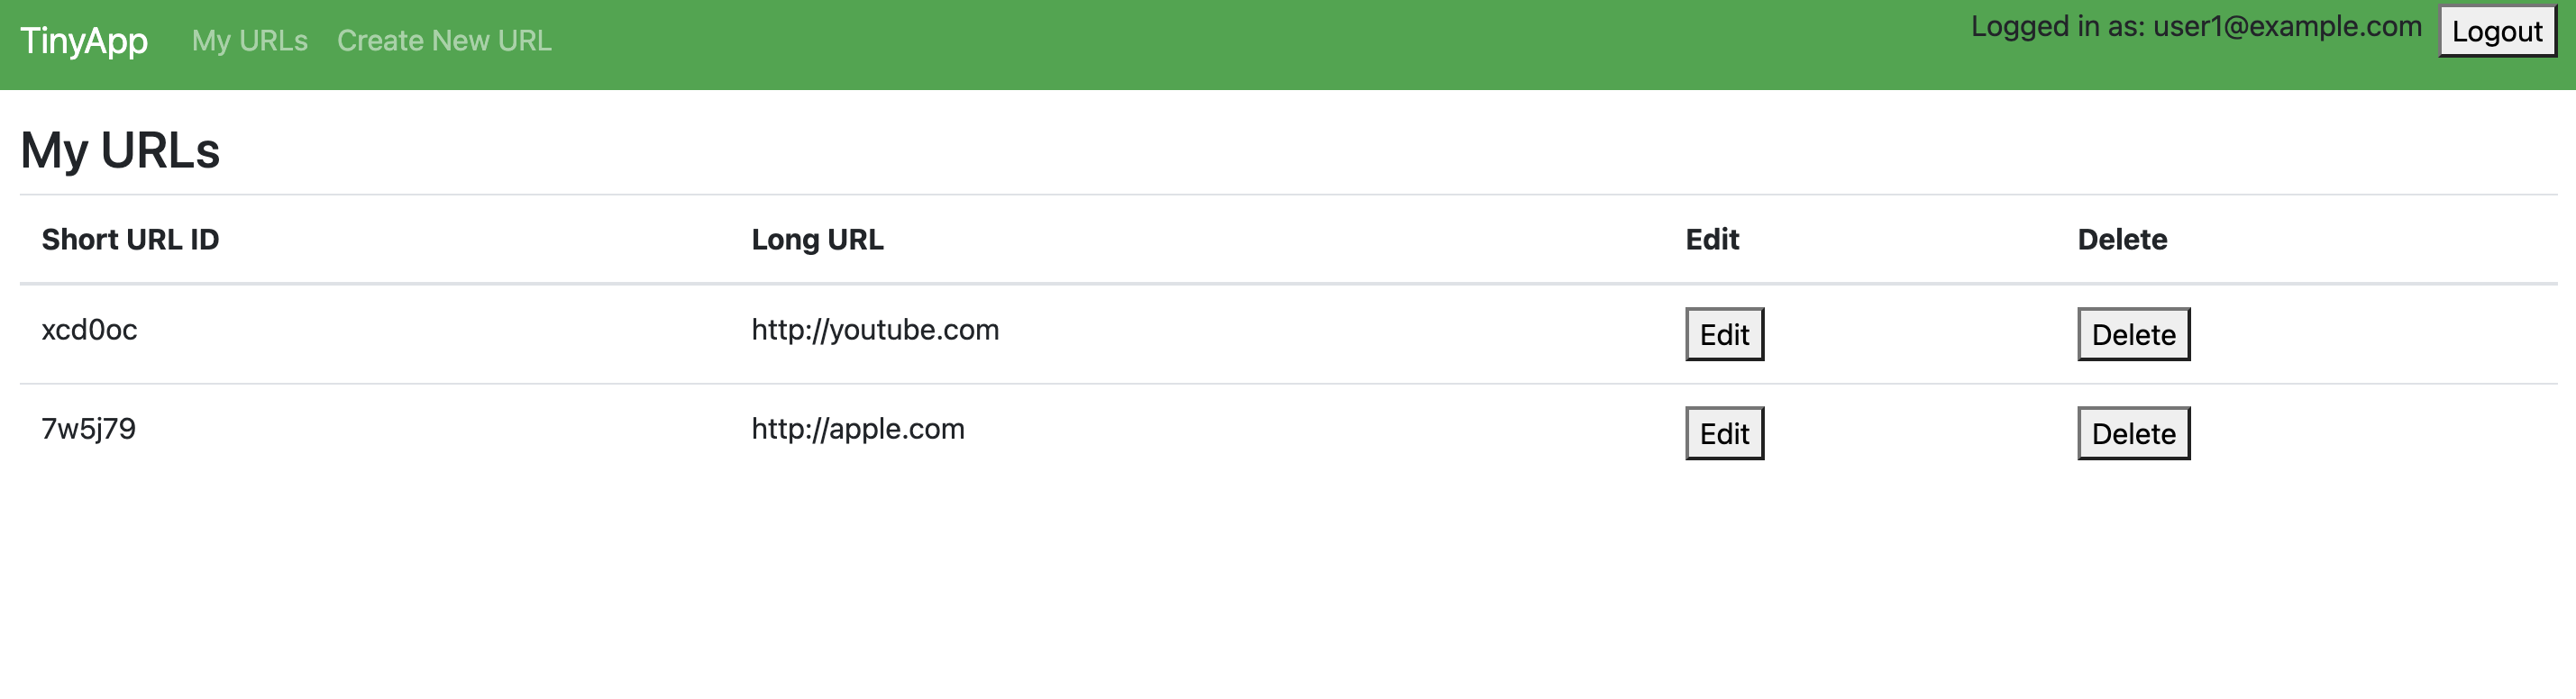 TinyApp My URLs Create New URL Logged in as: user1@example.com Logout
My URLs
Short URL ID Long URL Edit Delete
xcd0oc http://youtube.com Edit Delete
7w5j79 http://apple.com Edit Delete